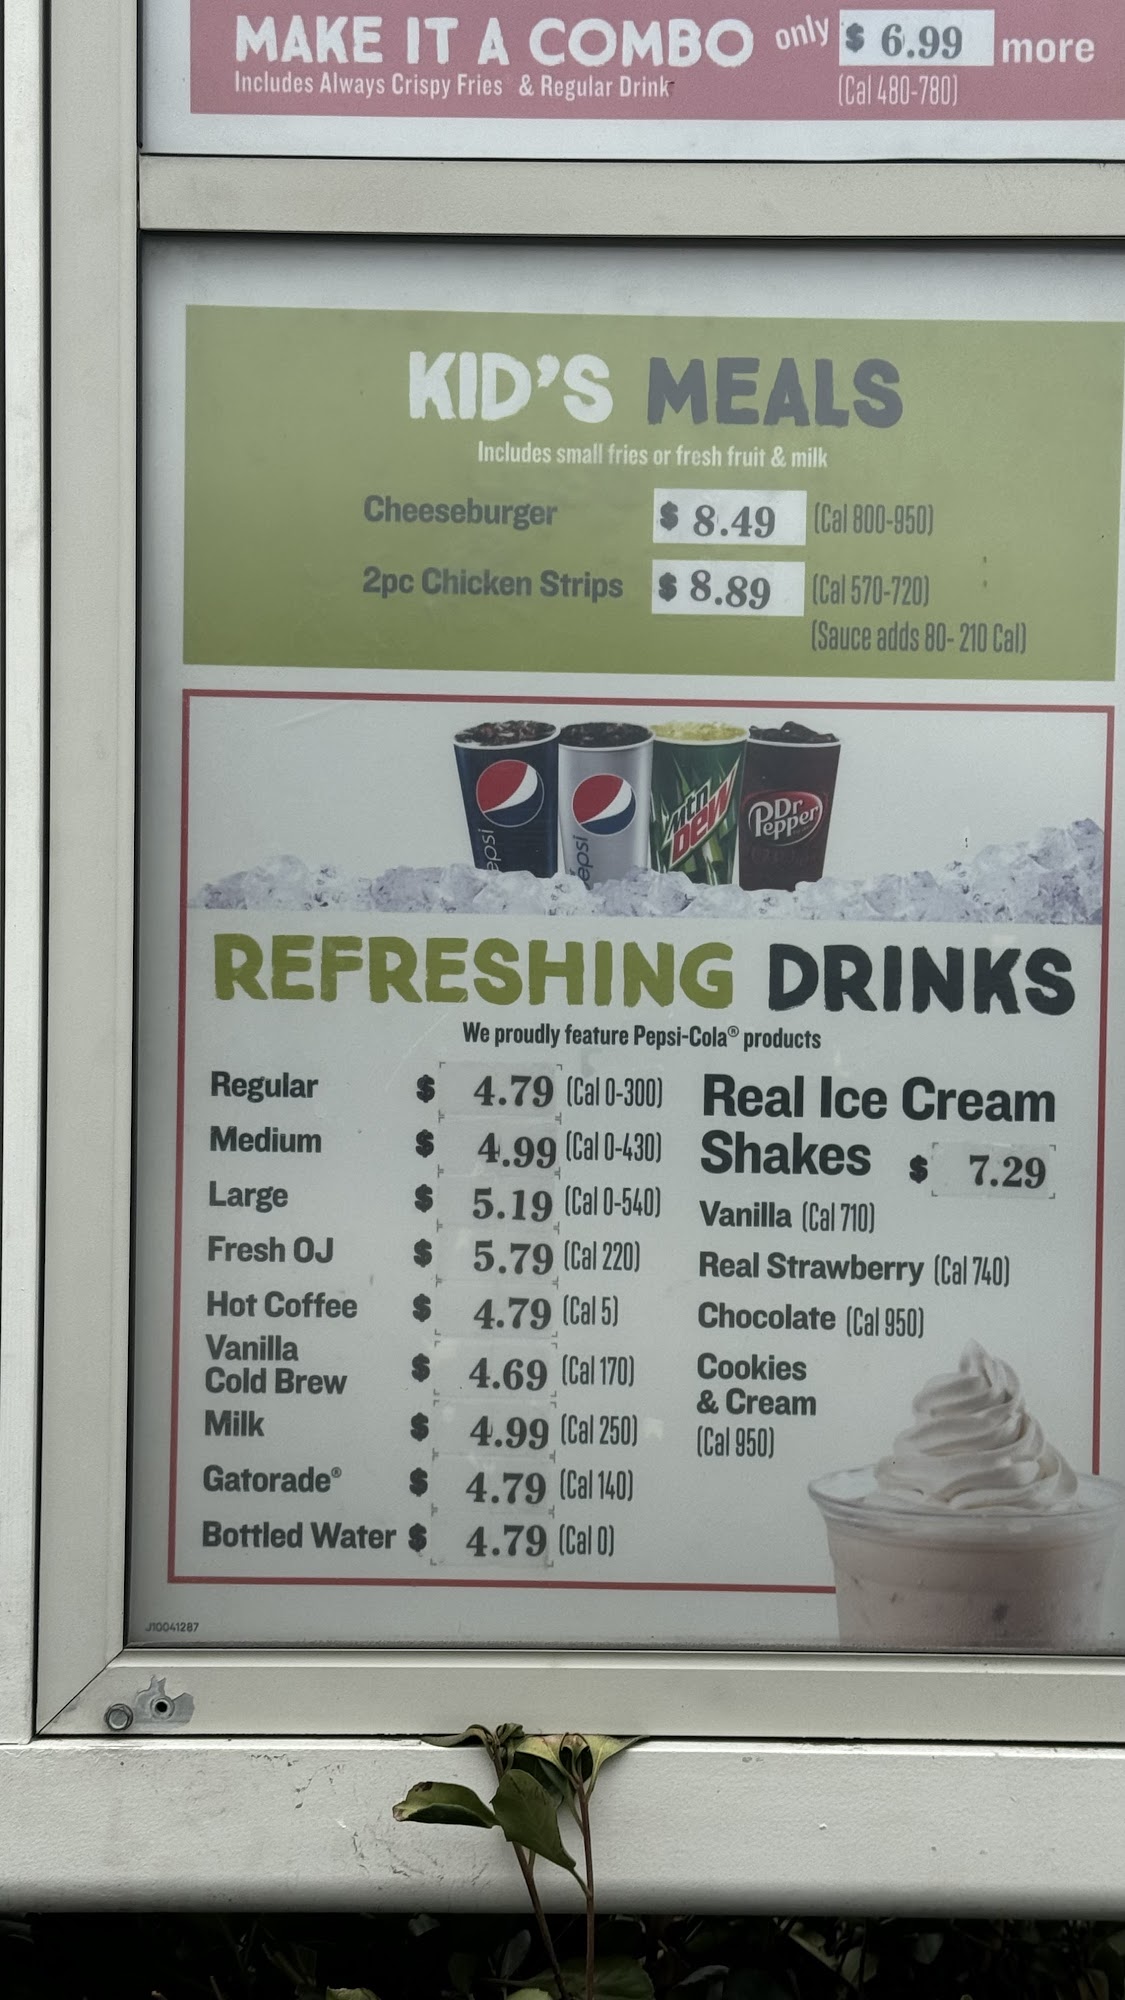 MAKE IT A COMBO only $ 6.99 more
Includes Always Crispy Fries & Regular Drink (Cal 480-780)
KID'S MEALS
Includes small fries or fresh fruit & milk
Cheeseburger $ 8.49 (Cal 800-950)
2pc Chicken Strips $ 8.89 (Cal 570-720)
(Sauce adds 80- 210 Cal)
epsi
epsi
Mtn
Dew
Dr
Pepper
REFRESHING DRINKS
We proudly feature Pepsi-Cola® products
Regular $ 4.79 (Cal 0-300)
Medium $ 4.99 (Cal 0-430)
Large $ 5.19 (Cal 0-540)
Fresh OJ $ 5.79 (Cal 220)
Hot Coffee $ 4.79 (Cal 5)
Vanilla
Cold Brew $ 4.69 (Cal 170)
Milk $ 4.99 (Cal 250)
Gatorade® $ 4.79 (Cal 140)
Bottled Water $ 4.79 (Cal 0)
Real Ice Cream
Shakes $ 7.29
Vanilla (Cal 710)
Real Strawberry (Cal 740)
Chocolate (Cal 950)
Cookies
& Cream
(Cal 950)
J10041287